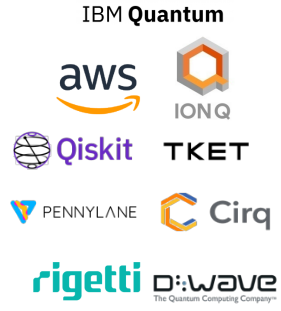 IBM Quantum
aws
IONQ
Qiskit
TKET
PENNYLANE
Cirq
rigetti
D:wave
The Quantum Computing Company™